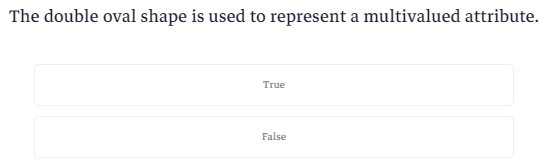 The double oval shape is used to represent a multivalued attribute.
True
False